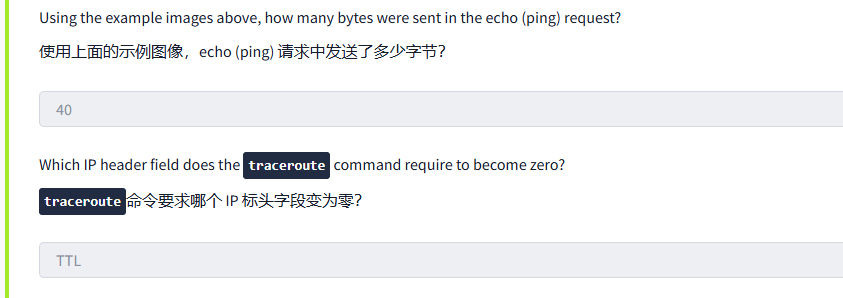 Using the example images above, how many bytes were sent in the echo (ping) request?
使用上面的示例图像，echo (ping) 请求中发送了多少字节？
40
Which IP header field does the traceroute command require to become zero?
traceroute命令要求哪个 IP 标头字段变为零？
TTL